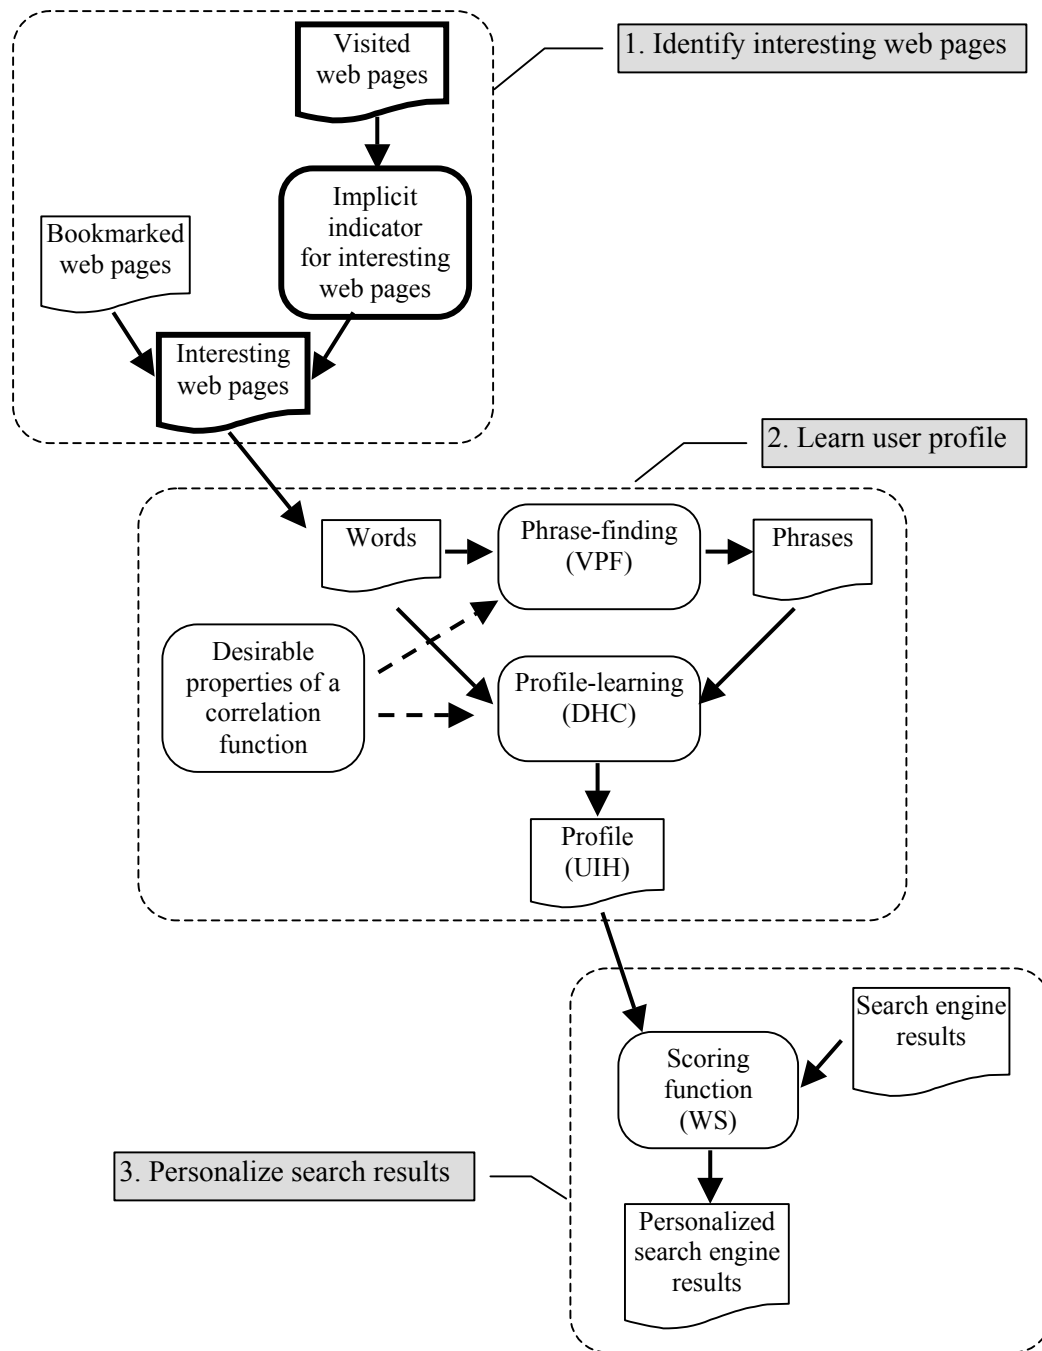 Visited
web pages
1. Identify interesting web pages
Implicit
indicator
for interesting
web pages
Bookmarked
web pages
Interesting
web pages
2. Learn user profile
Words
Phrase-finding
(VPF)
Phrases
Desirable
properties of a
correlation
function
Profile-learning
(DHC)
Profile
(UIH)
Search engine
results
Scoring
function
(WS)
3. Personalize search results
Personalized
search engine
results